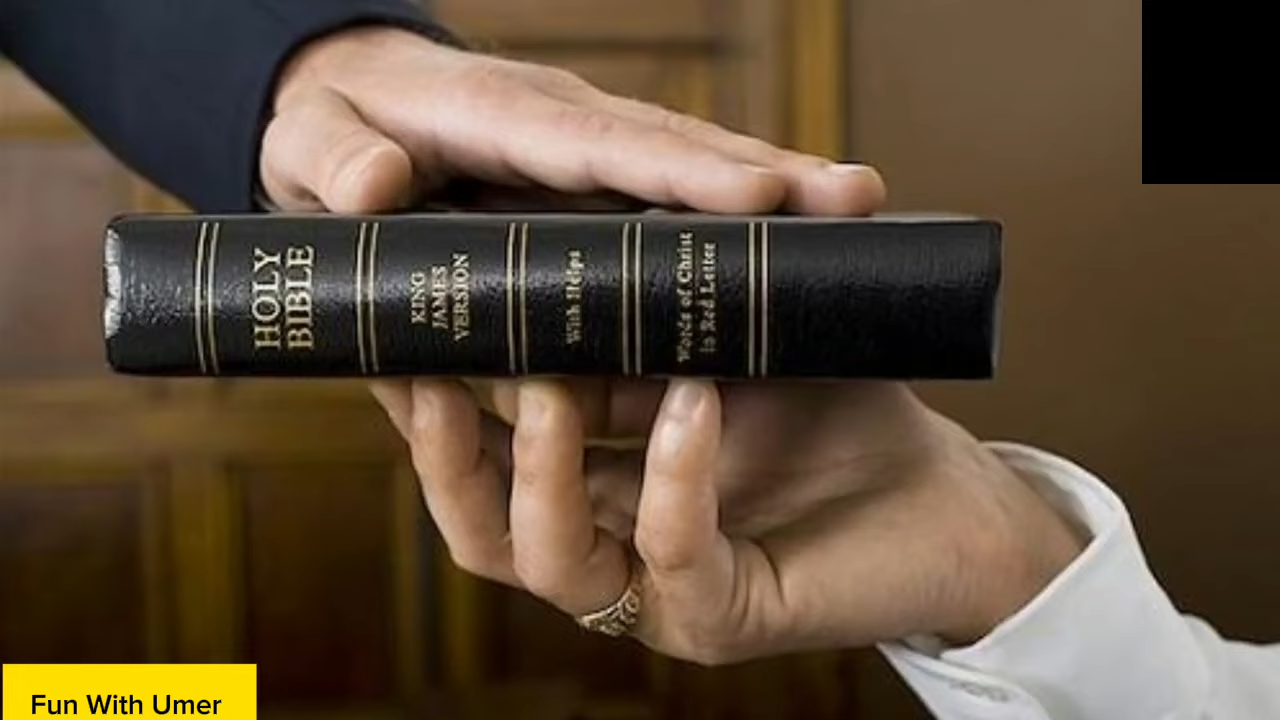 HOLY
BIBLE
KING
JAMES
VERSION
With Helps
Words of Christ
in Red Letter
Fun With Umer